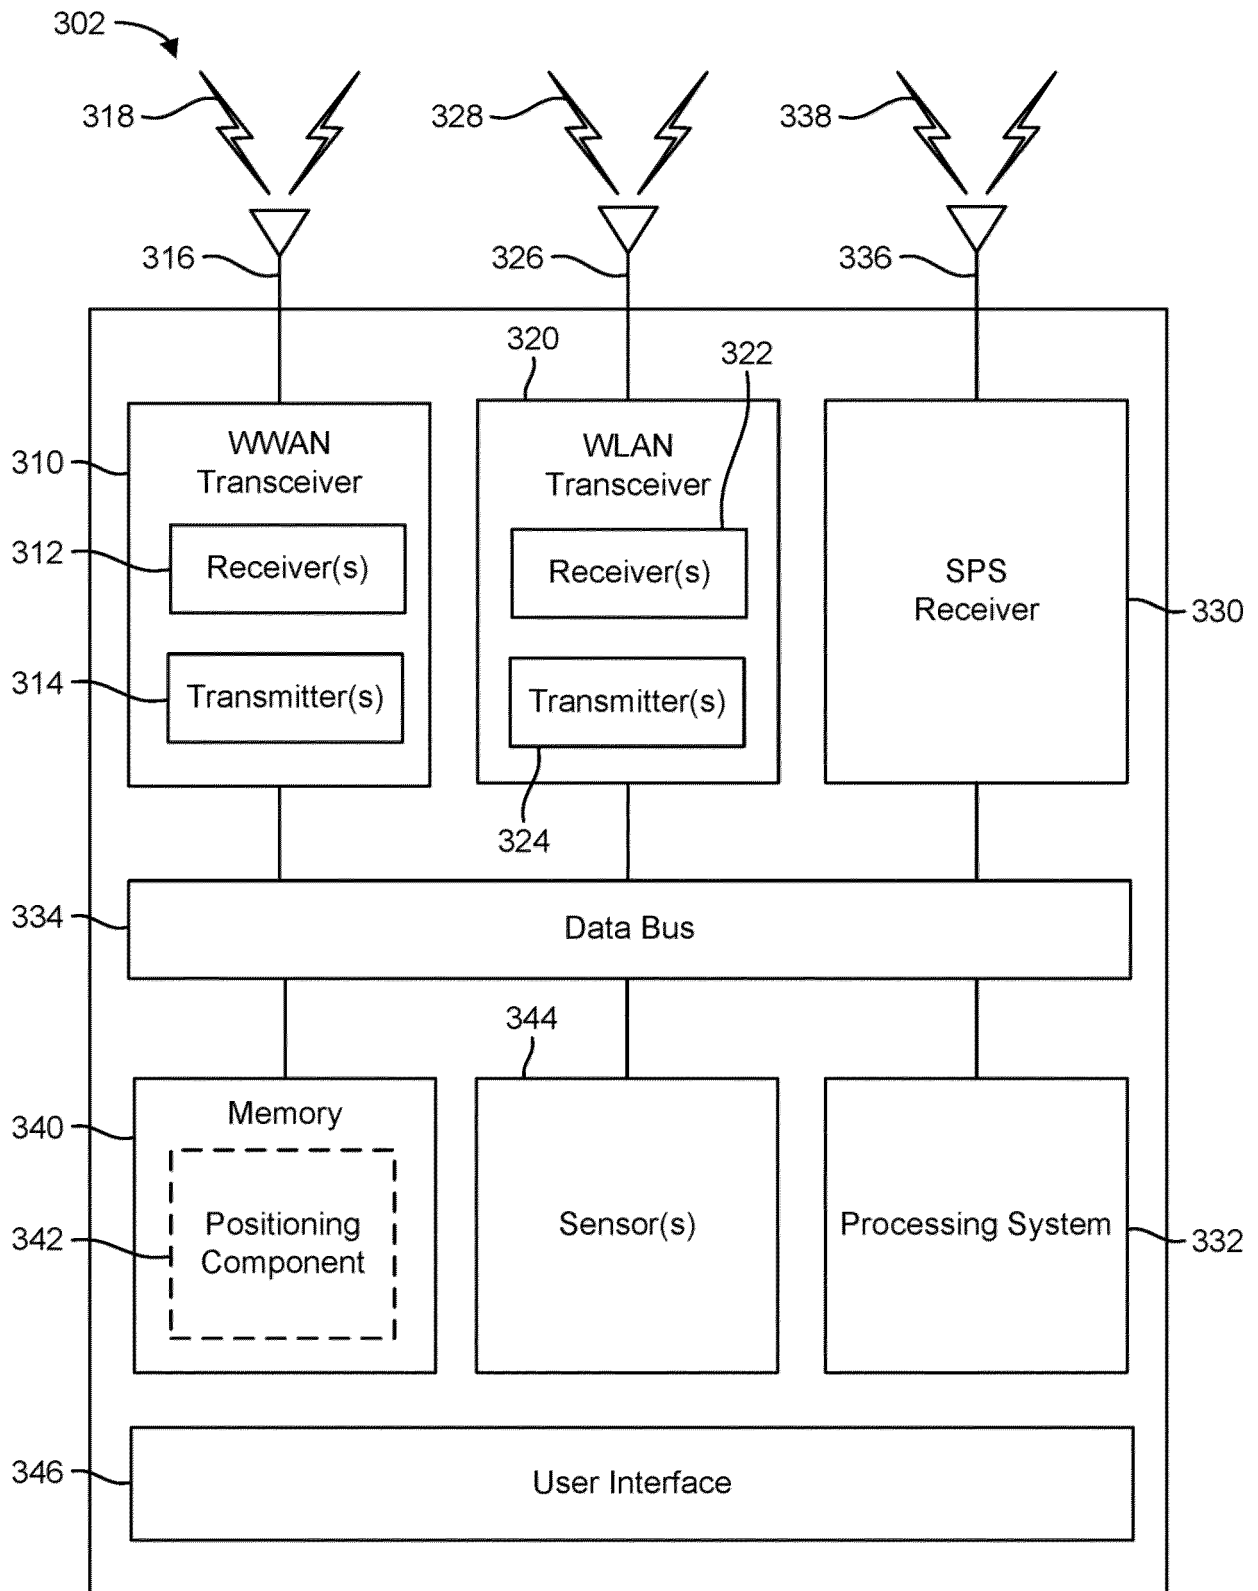 302
318
328
338
316
326
336
320
322
WWAN
Transceiver
WLAN
Transceiver
310
312
Receiver(s)
Receiver(s)
SPS
Receiver
330
314
Transmitter(s)
Transmitter(s)
324
334
Data Bus
344
340
Memory
342
Positioning
Component
Sensor(s)
Processing System
332
346
User Interface